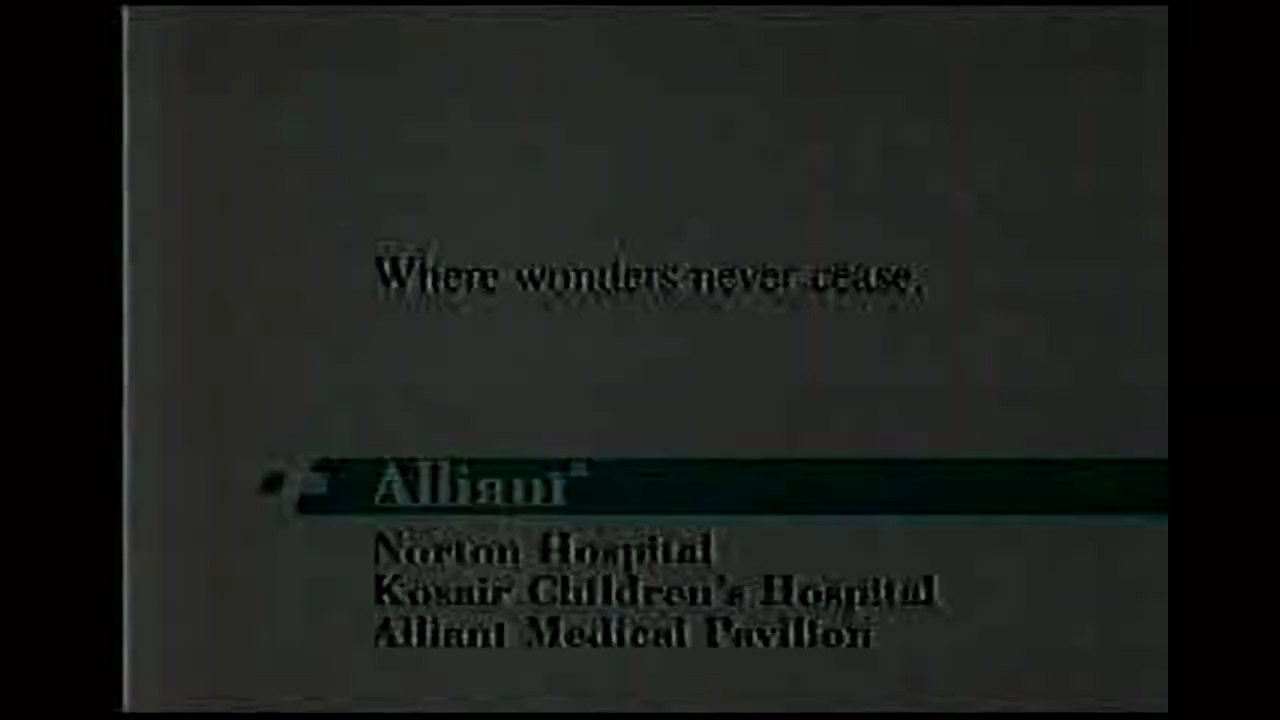 Where wonders never cease.
Alliant
Norton Hospital
Kosair Children's Hospital
Alliant Medical Pavilion